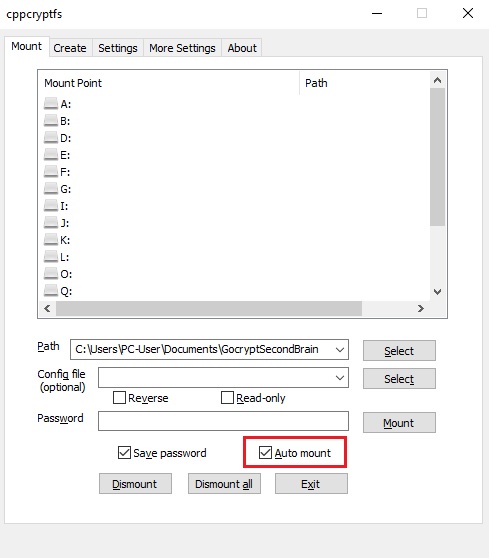 cppcryptfs
Mount Create Settings More Settings About
Mount Point Path
A:
B:
D:
E:
F:
G:
I:
J:
K:
L:
O:
Q:
Path C:\Users\PC-User\Documents\GocryptSecondBrain Select
Config file (optional) Select
Reverse Read-only
Password Mount
Save password Auto mount
Dismount Dismount all Exit